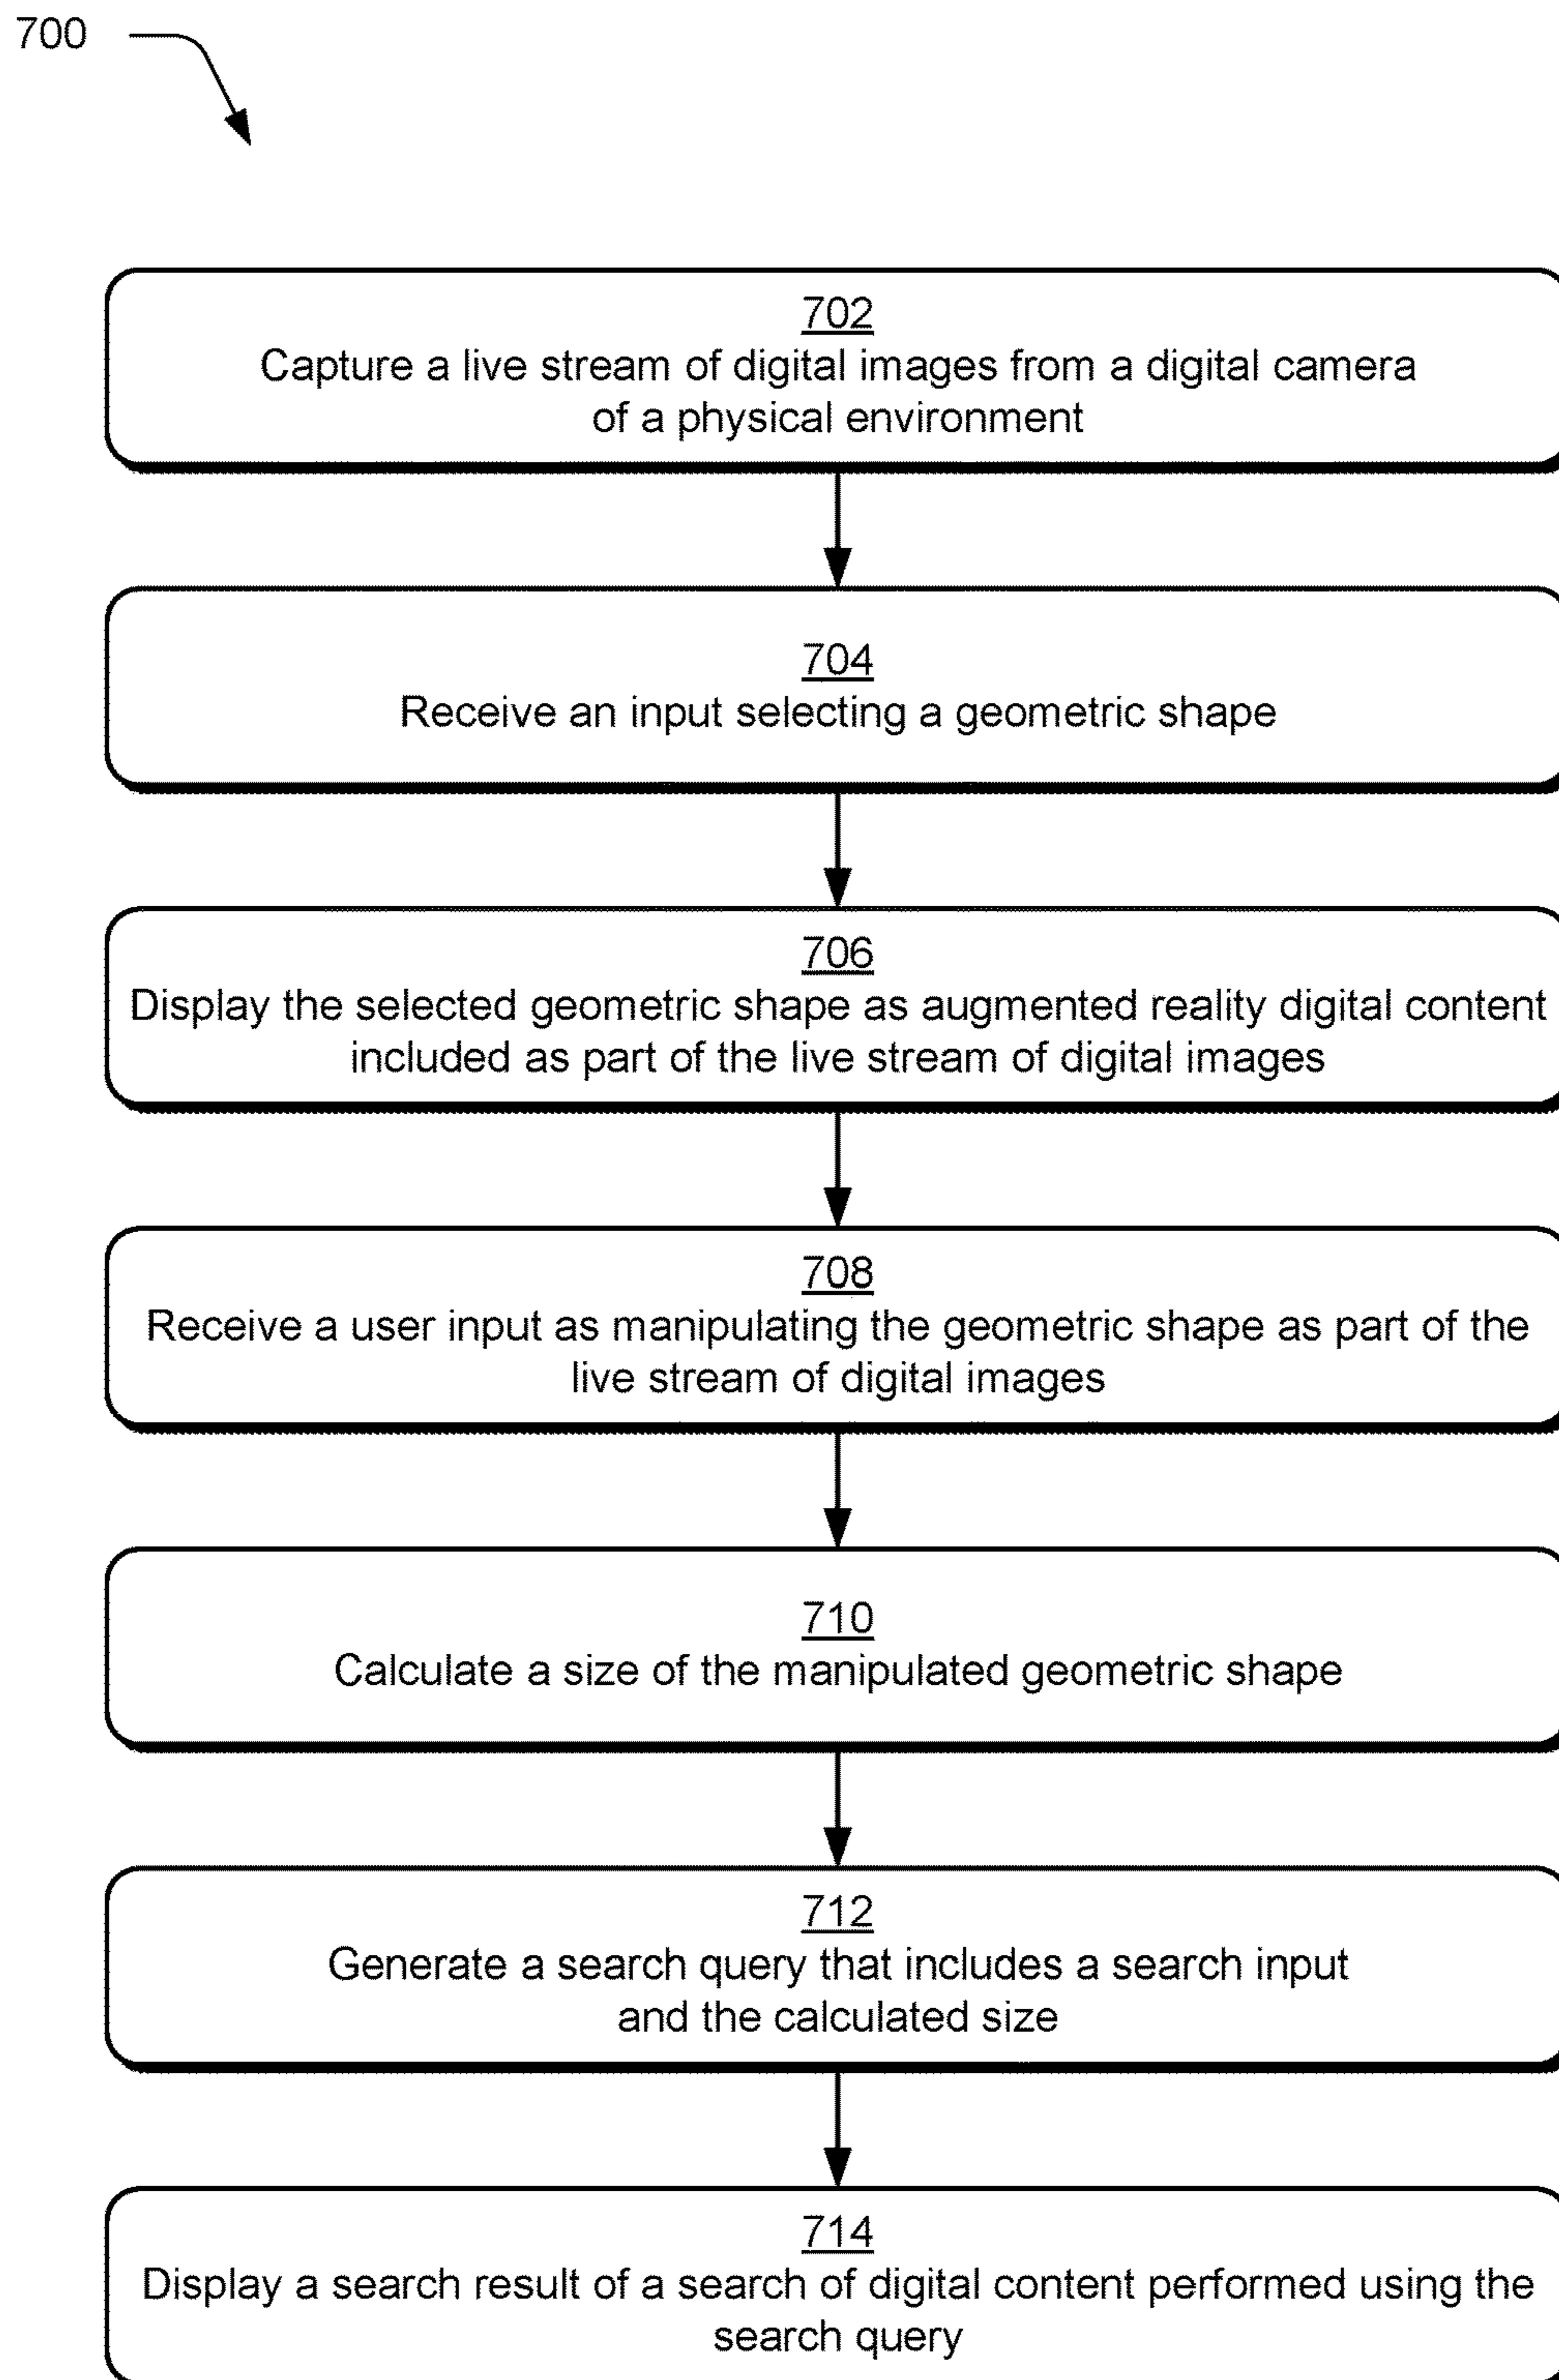 700
702
Capture a live stream of digital images from a digital camera
of a physical environment
704
Receive an input selecting a geometric shape
706
Display the selected geometric shape as augmented reality digital content
included as part of the live stream of digital images
708
Receive a user input as manipulating the geometric shape as part of the
live stream of digital images
710
Calculate a size of the manipulated geometric shape
712
Generate a search query that includes a search input
and the calculated size
714
Display a search result of a search of digital content performed using the
search query